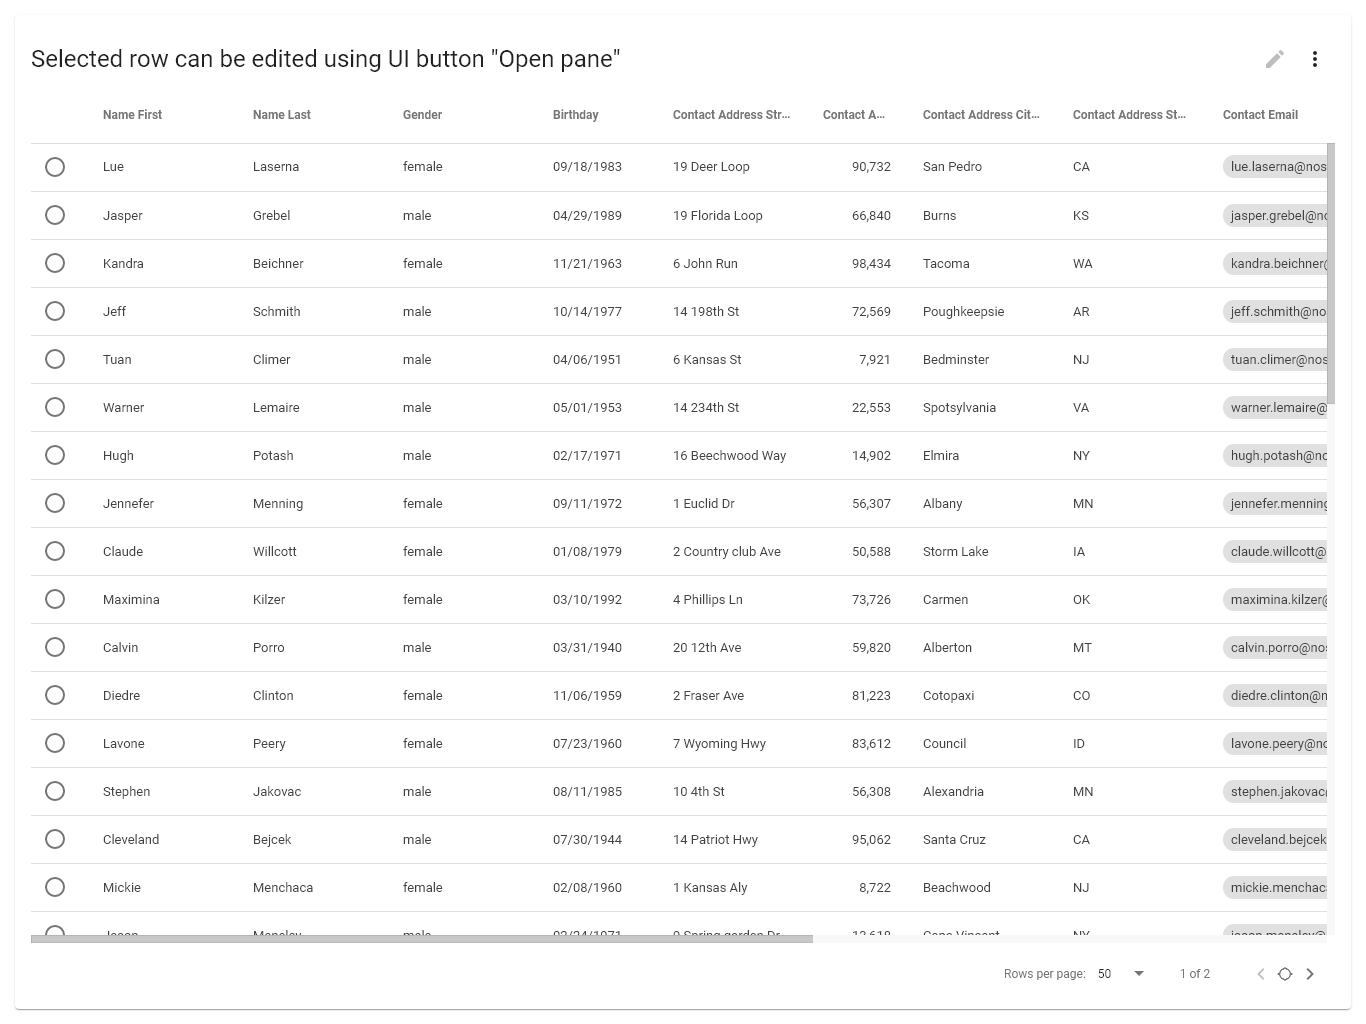 Selected row can be edited using UI button "Open pane"
Name First Name Last Gender Birthday Contact Address Str... Contact A... Contact Address Cit... Contact Address St... Contact Email
Lue Laserna female 09/18/1983 19 Deer Loop 90,732 San Pedro CA lue.laserna@nos
Jasper Grebel male 04/29/1989 19 Florida Loop 66,840 Burns KS jasper.grebel@no
Kandra Beichner female 11/21/1963 6 John Run 98,434 Tacoma WA kandra.beichner@
Jeff Schmith male 10/14/1977 14 198th St 72,569 Poughkeepsie AR jeff.schmith@no
Tuan Climer male 04/06/1951 6 Kansas St 7,921 Bedminster NJ tuan.climer@nos
Warner Lemaire male 05/01/1953 14 234th St 22,553 Spotsylvania VA warner.lemaire@
Hugh Potash male 02/17/1971 16 Beechwood Way 14,902 Elmira NY hugh.potash@no
Jennefer Menning female 09/11/1972 1 Euclid Dr 56,307 Albany MN jennefer.menning
Claude Willcott female 01/08/1979 2 Country club Ave 50,588 Storm Lake IA claude.willcott@
Maximina Kilzer female 03/10/1992 4 Phillips Ln 73,726 Carmen OK maximina.kilzer@
Calvin Porro male 03/31/1940 20 12th Ave 59,820 Alberton MT calvin.porro@nos
Diedre Clinton female 11/06/1959 2 Fraser Ave 81,223 Cotopaxi CO diedre.clinton@n
Lavone Peery female 07/23/1960 7 Wyoming Hwy 83,612 Council ID lavone.peery@no
Stephen Jakovac male 08/11/1985 10 4th St 56,308 Alexandria MN stephen.jakovac@
Cleveland Bejcek male 07/30/1944 14 Patriot Hwy 95,062 Santa Cruz CA cleveland.bejcek
Mickie Menchaca female 02/08/1960 1 Kansas Aly 8,722 Beachwood NJ mickie.menchac
Jason male Cape Vincent NY
Rows per page: 50 1 of 2